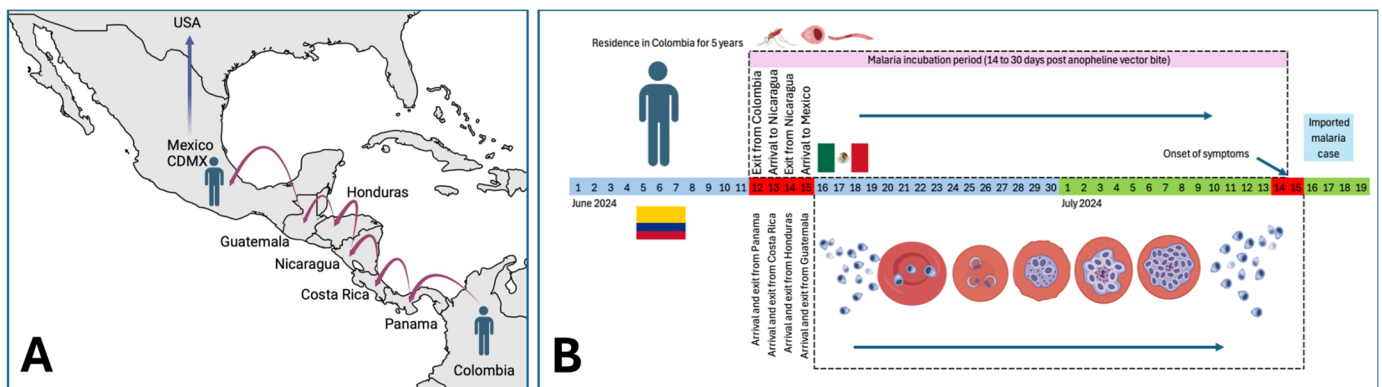 USA
Mexico
CDMX
Honduras
Guatemala
Nicaragua
Costa Rica
Panama
Colombia
A
Residence in Colombia for 5 years
Malaria incubation period (14 to 30 days post anopheline vector bite)
Exit from Colombia
Arrival to Nicaragua
Exit from Nicaragua
Arrival to Mexico
Onset of symptoms
Imported
malaria
case
1 2 3 4 5 6 7 8 9 10 11 12 13 14 15 16 17 18 19 20 21 22 23 24 25 26 27 28 29 30 1 2 3 4 5 6 7 8 9 10 11 12 13 14 15 16 17 18 19
June 2024
July 2024
Arrival and exit from Panama
Arrival and exit from Costa Rica
Arrival and exit from Honduras
Arrival and exit from Guatemala
B